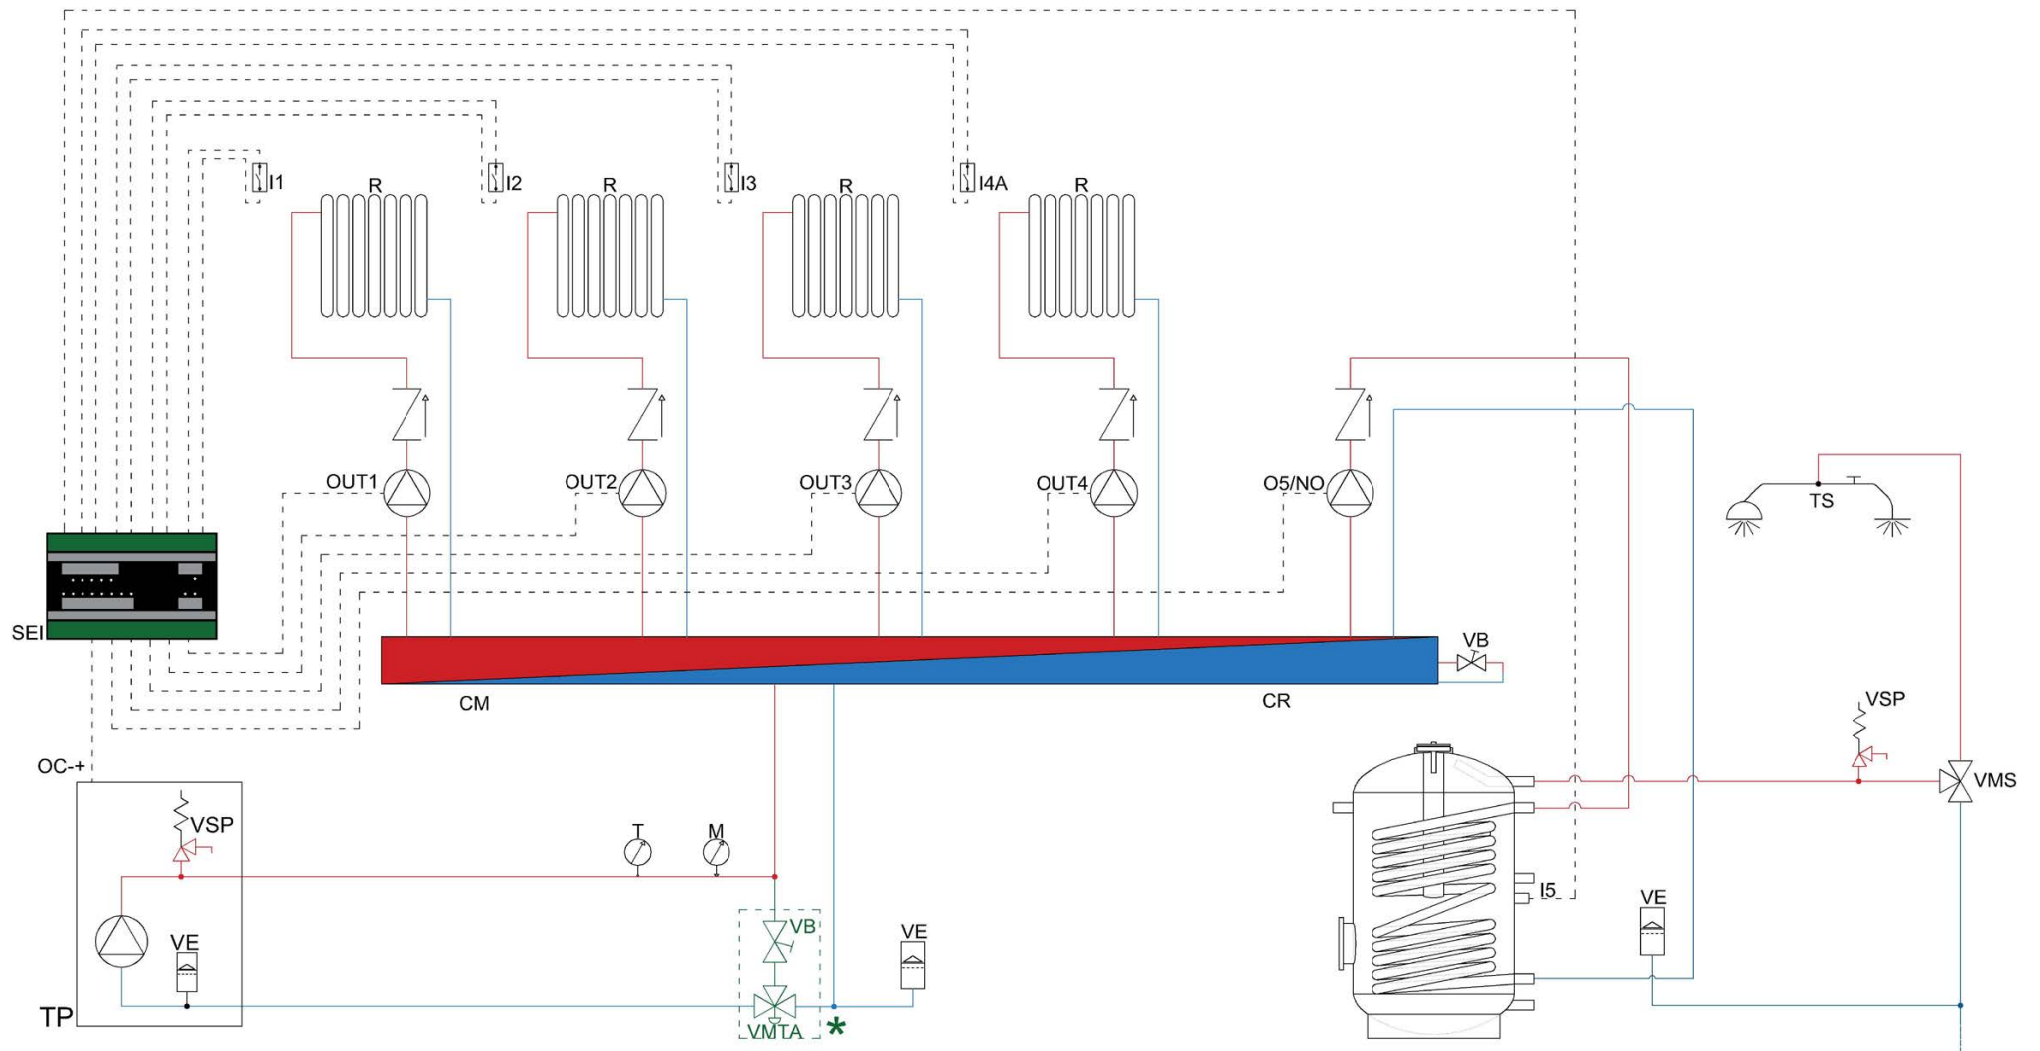 I1
R
I2
R
I3
R
I4A
R
OUT1
OUT2
OUT3
OUT4
O5/NO
TS
SEI
VB
CM
CR
VSP
OC-+
VMS
VSP
T
M
I5
VE
VB
VE
VE
TP
VMTA
*